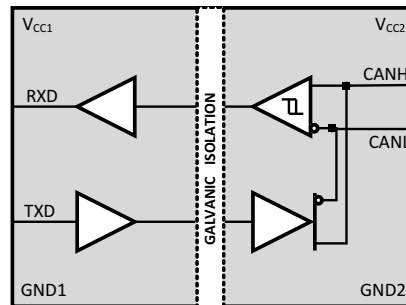 VCC1
VCC2
CANH
RXD
GALVANIC ISOLATION
CANL
TXD
GND1
GND2